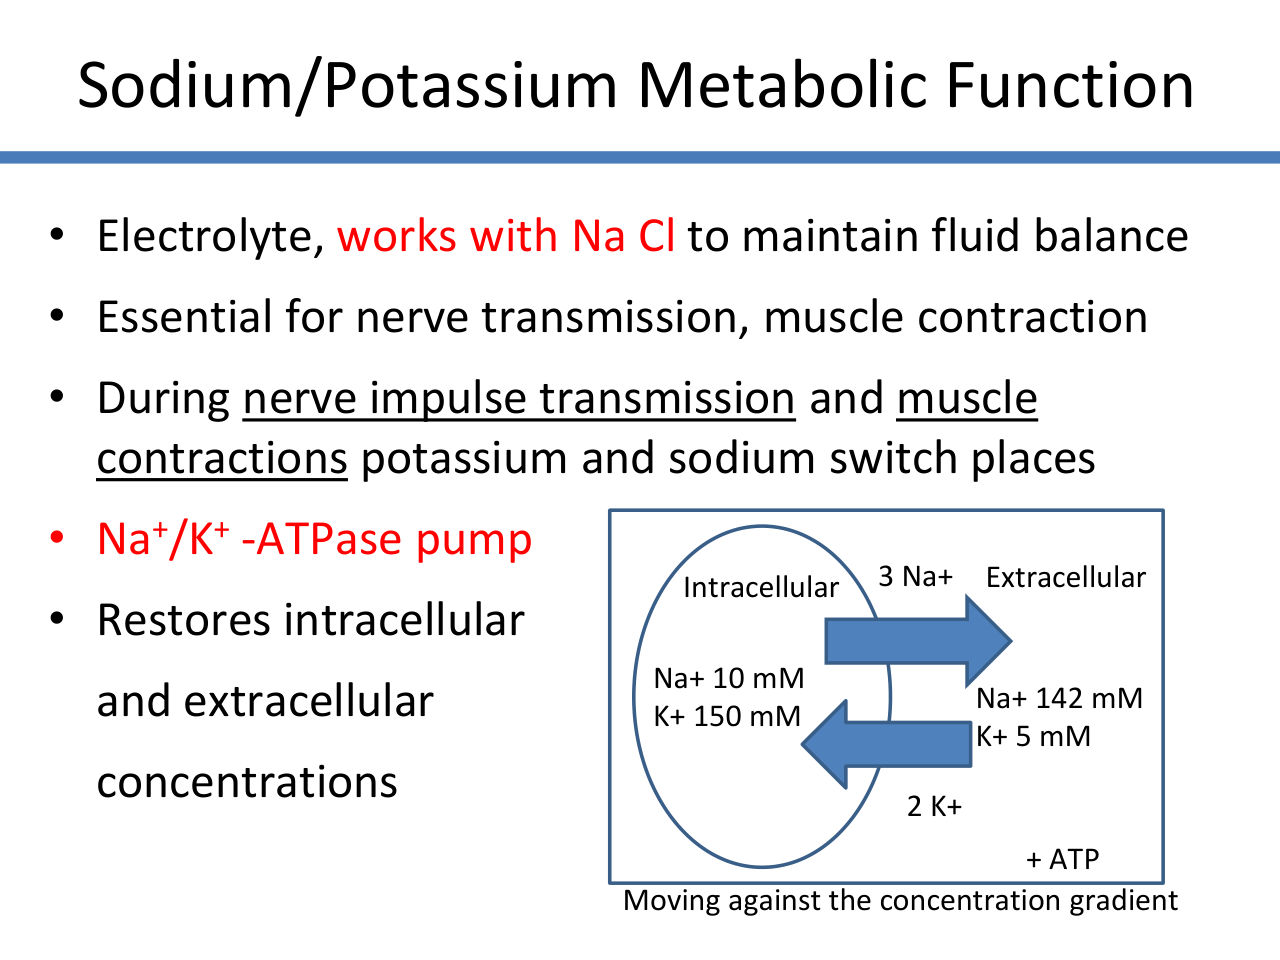 Sodium/Potassium Metabolic Function
• Electrolyte, works with Na Cl to maintain fluid balance
• Essential for nerve transmission, muscle contraction
• During nerve impulse transmission and muscle
contractions potassium and sodium switch places
• Na⁺/K⁺ -ATPase pump
• Restores intracellular
and extracellular
concentrations
Intracellular
3 Na+
Extracellular
Na+ 10 mM
K+ 150 mM
Na+ 142 mM
K+ 5 mM
2 K+
+ ATP
Moving against the concentration gradient